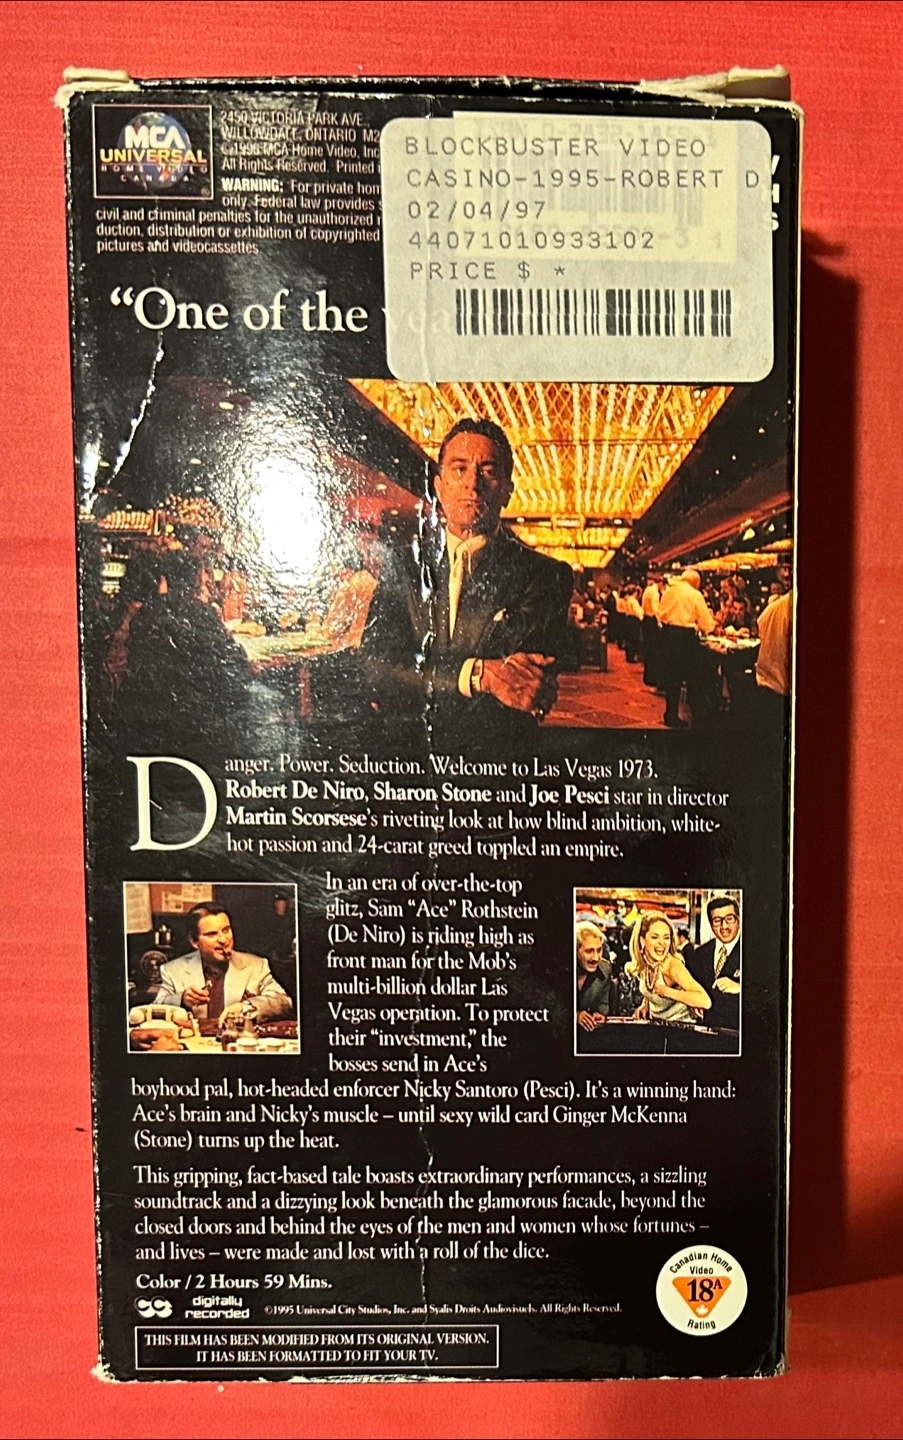 MCA
UNIVERSAL
HOME VIDEO
CANADA
2450 VICTORIA PARK AVE
WILLOWDALE, ONTARIO M2
©1996 MCA Home Video, Inc
All Rights Reserved. Printed
WARNING: For private hom
only. Federal law provides
civil and criminal penalties for the unauthorized r
duction, distribution or exhibition of copyrighted
pictures and videocassettes
BLOCKBUSTER VIDEO
CASINO-1995-ROBERT D
02/04/97
44071010933102
PRICE $ *
VHS
“One of the
Danger. Power. Seduction. Welcome to Las Vegas 1973.
Robert De Niro, Sharon Stone and Joe Pesci star in director
Martin Scorsese's riveting look at how blind ambition, white-
hot passion and 24-carat greed toppled an empire.
In an era of over-the-top
glitz, Sam “Ace” Rothstein
(De Niro) is riding high as
front man for the Mob's
multi-billion dollar Las
Vegas operation. To protect
their “investment,” the
bosses send in Ace's
boyhood pal, hot-headed enforcer Nicky Santoro (Pesci). It's a winning hand:
Ace's brain and Nicky's muscle – until sexy wild card Ginger McKenna
(Stone) turns up the heat.
This gripping, fact-based tale boasts extraordinary performances, a sizzling
soundtrack and a dizzying look beneath the glamorous facade, beyond the
closed doors and behind the eyes of the men and women whose fortunes –
and lives – were made and lost with a roll of the dice.
Color / 2 Hours 59 Mins.
digitally
recorded
©1995 Universal City Studios, Inc. and Syalis Droits Audiovisuels. All Rights Reserved.
THIS FILM HAS BEEN MODIFIED FROM ITS ORIGINAL VERSION.
IT HAS BEEN FORMATTED TO FIT YOUR TV.
Canadian Home
Video
18A
Rating